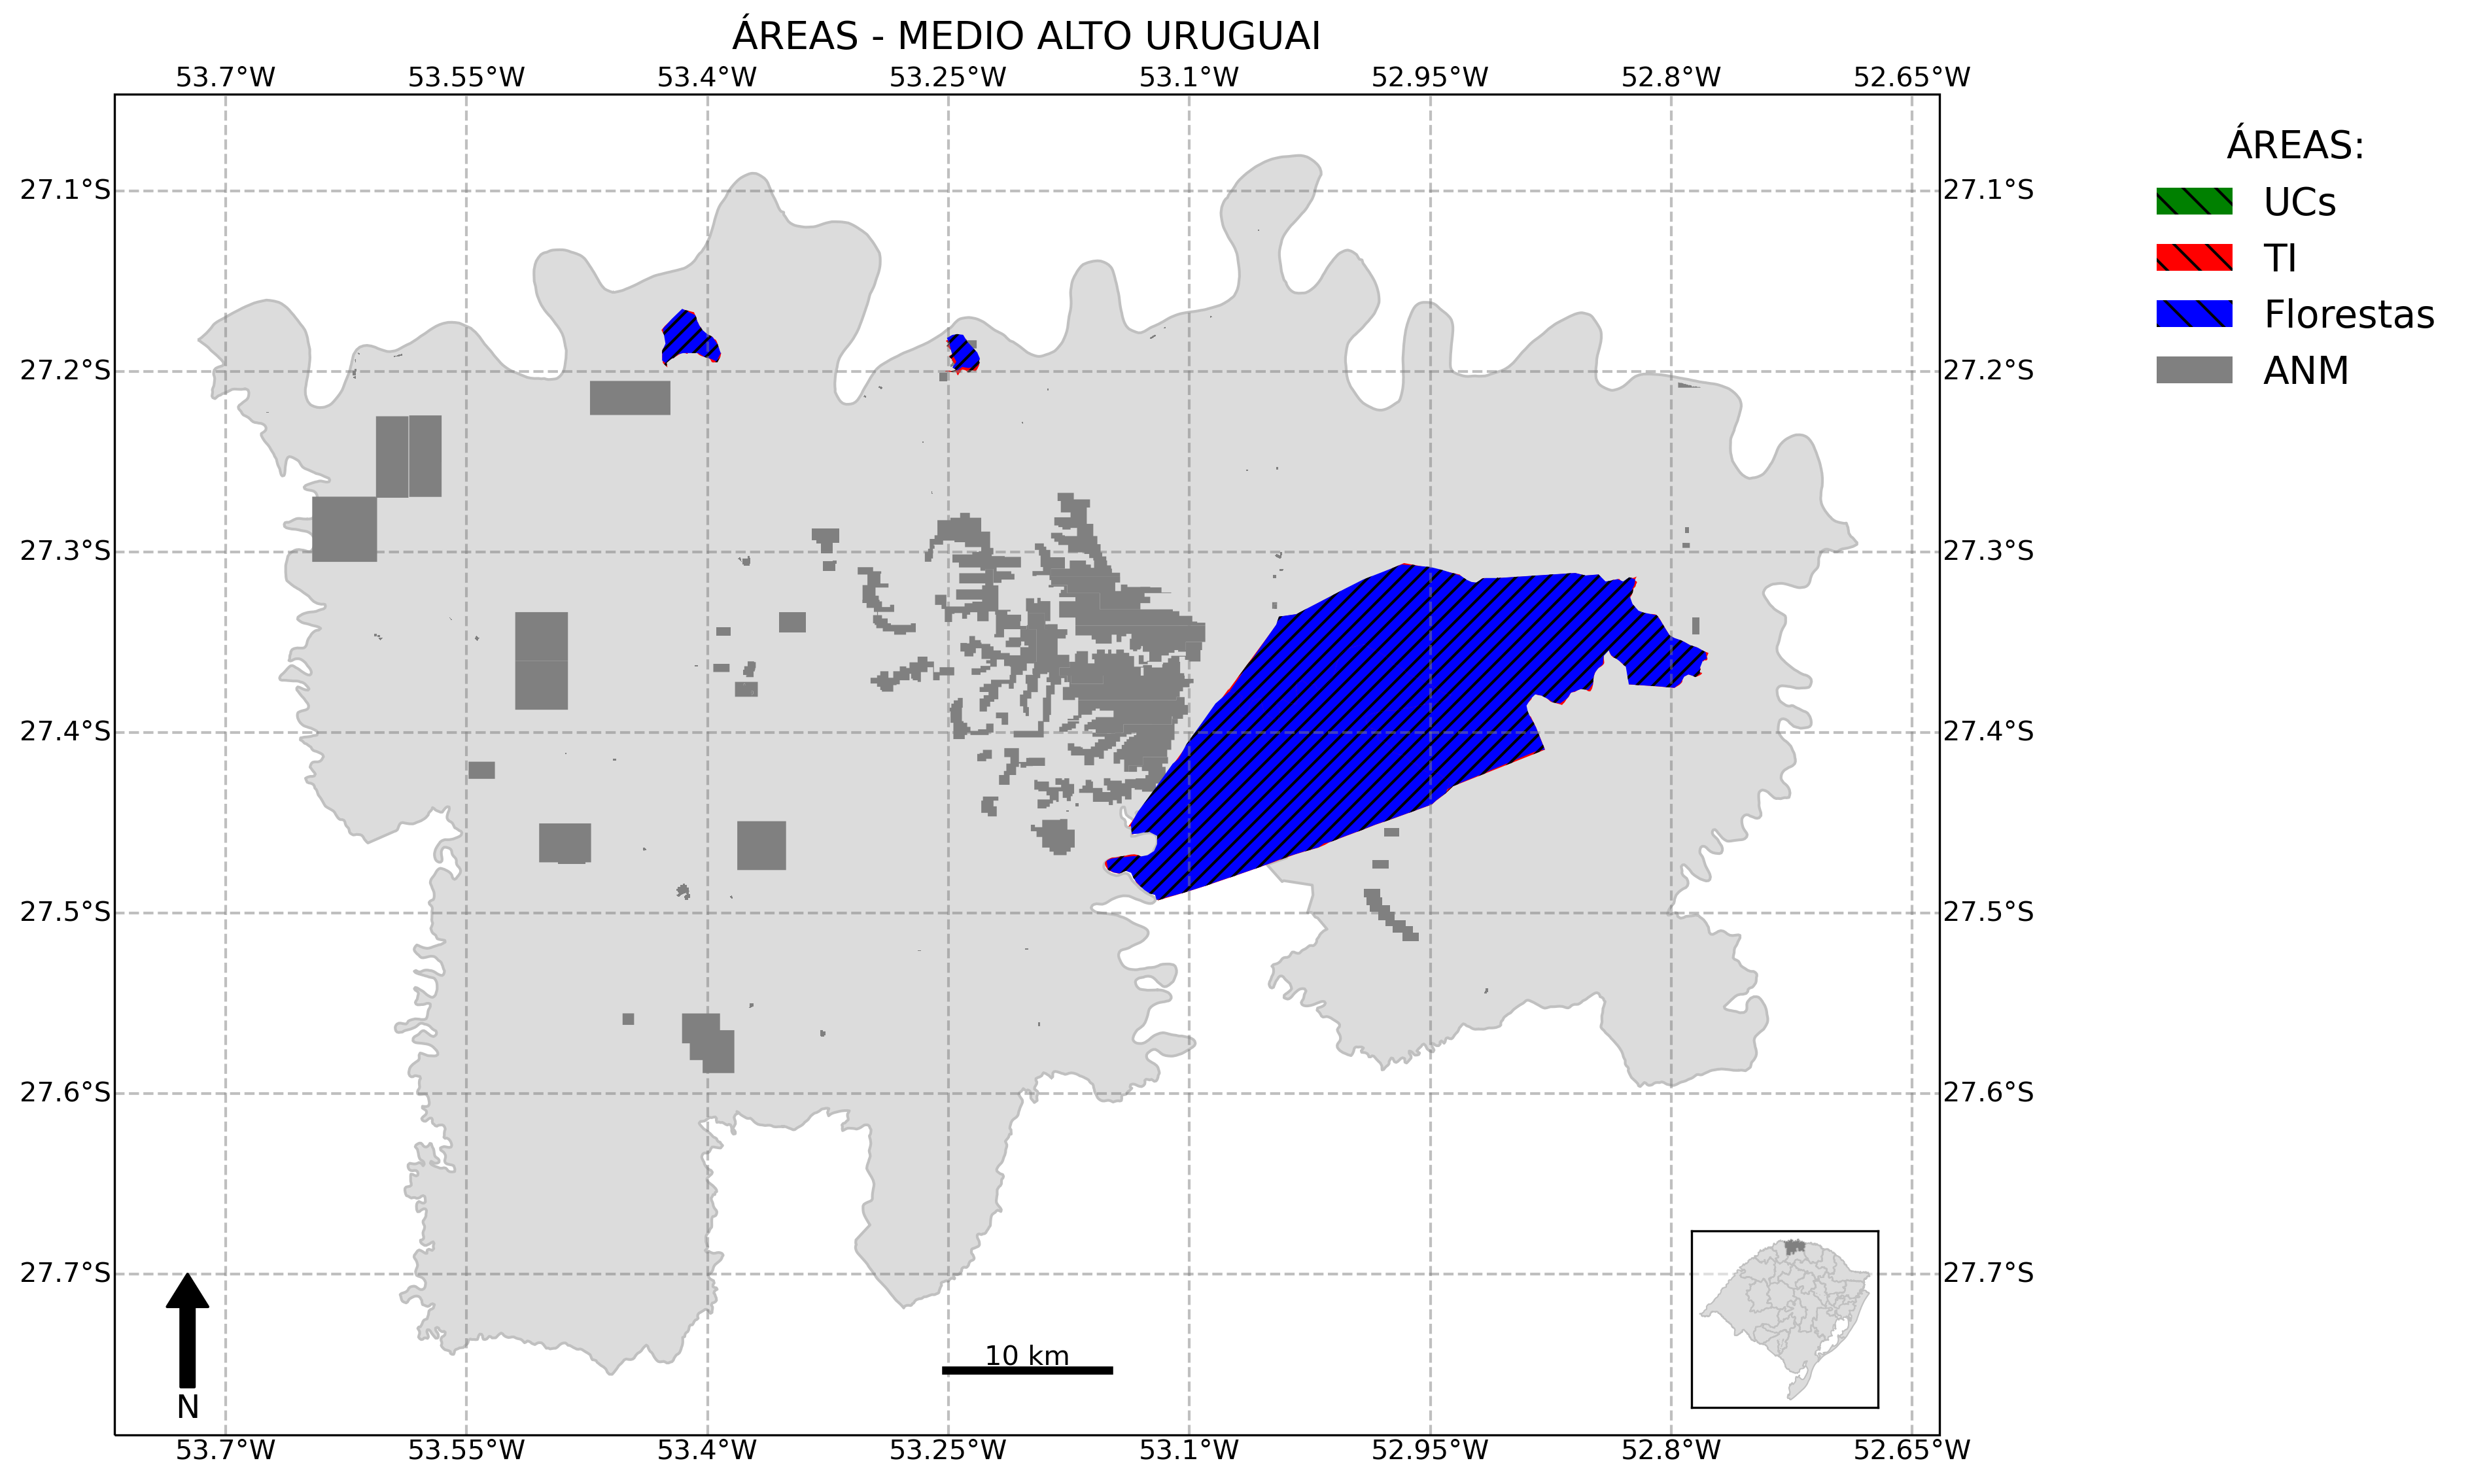 ÁREAS - MEDIO ALTO URUGUAI
53.7°W 53.55°W 53.4°W 53.25°W 53.1°W 52.95°W 52.8°W 52.65°W
ÁREAS:
UCs
TI
Florestas
ANM
27.1°S 27.1°S
27.2°S 27.2°S
27.3°S 27.3°S
27.4°S 27.4°S
27.5°S 27.5°S
27.6°S 27.6°S
27.7°S 27.7°S
10 km
N
53.7°W 53.55°W 53.4°W 53.25°W 53.1°W 52.95°W 52.8°W 52.65°W